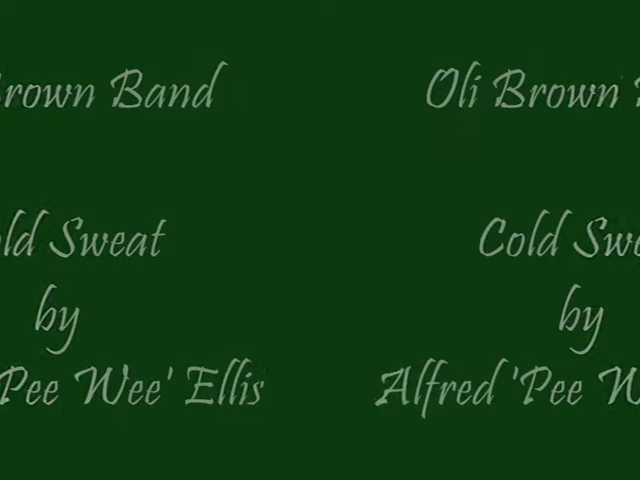 rown Band Oli Brown
ld Sweat Cold Swe
by by
Pee Wee' Ellis Alfred 'Pee W